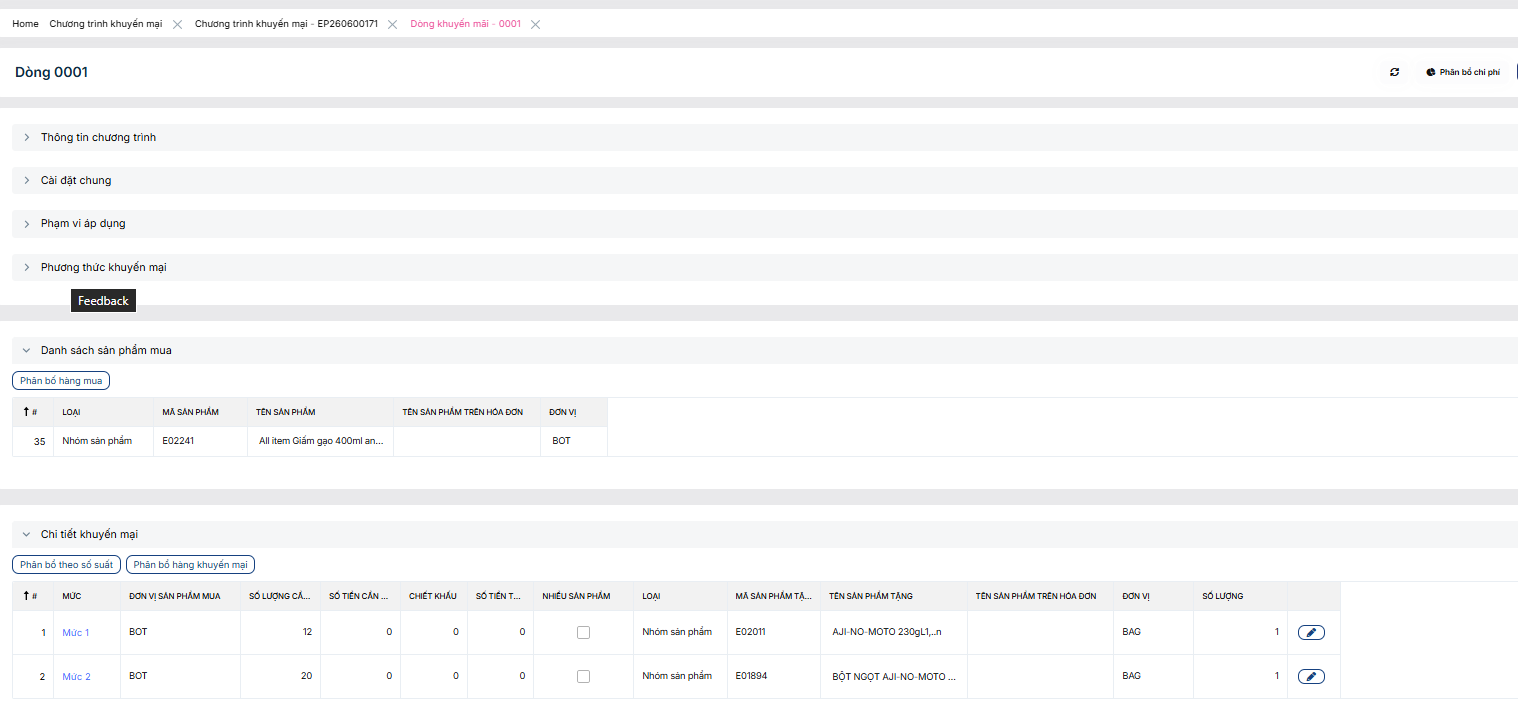 Home Chương trình khuyến mại Chương trình khuyến mại - EP260600171 Dòng khuyến mãi - 0001
Dòng 0001
Phân bổ chi phí
Thông tin chương trình
Cài đặt chung
Phạm vi áp dụng
Phương thức khuyến mại
Feedback
Danh sách sản phẩm mua
Phân bổ hàng mua
# LOẠI MÃ SẢN PHẨM TÊN SẢN PHẨM TÊN SẢN PHẨM TRÊN HÓA ĐƠN ĐƠN VỊ
35 Nhóm sản phẩm E02241 All item Giấm gạo 400ml an... BOT
Chi tiết khuyến mại
Phân bổ theo số suất Phân bổ hàng khuyến mại
# MỨC ĐƠN VỊ SẢN PHẨM MUA SỐ LƯỢNG CẦ... SỐ TIỀN CẦN ... CHIẾT KHẤU SỐ TIỀN T... NHIỀU SẢN PHẨM LOẠI MÃ SẢN PHẨM TẶ... TÊN SẢN PHẨM TẶNG TÊN SẢN PHẨM TRÊN HÓA ĐƠN ĐƠN VỊ SỐ LƯỢNG
1 Mức 1 BOT 12 0 0 0 Nhóm sản phẩm E02011 AJI-NO-MOTO 230gL1,..n BAG 1
2 Mức 2 BOT 20 0 0 0 Nhóm sản phẩm E01894 BỘT NGỌT AJI-NO-MOTO ... BAG 1